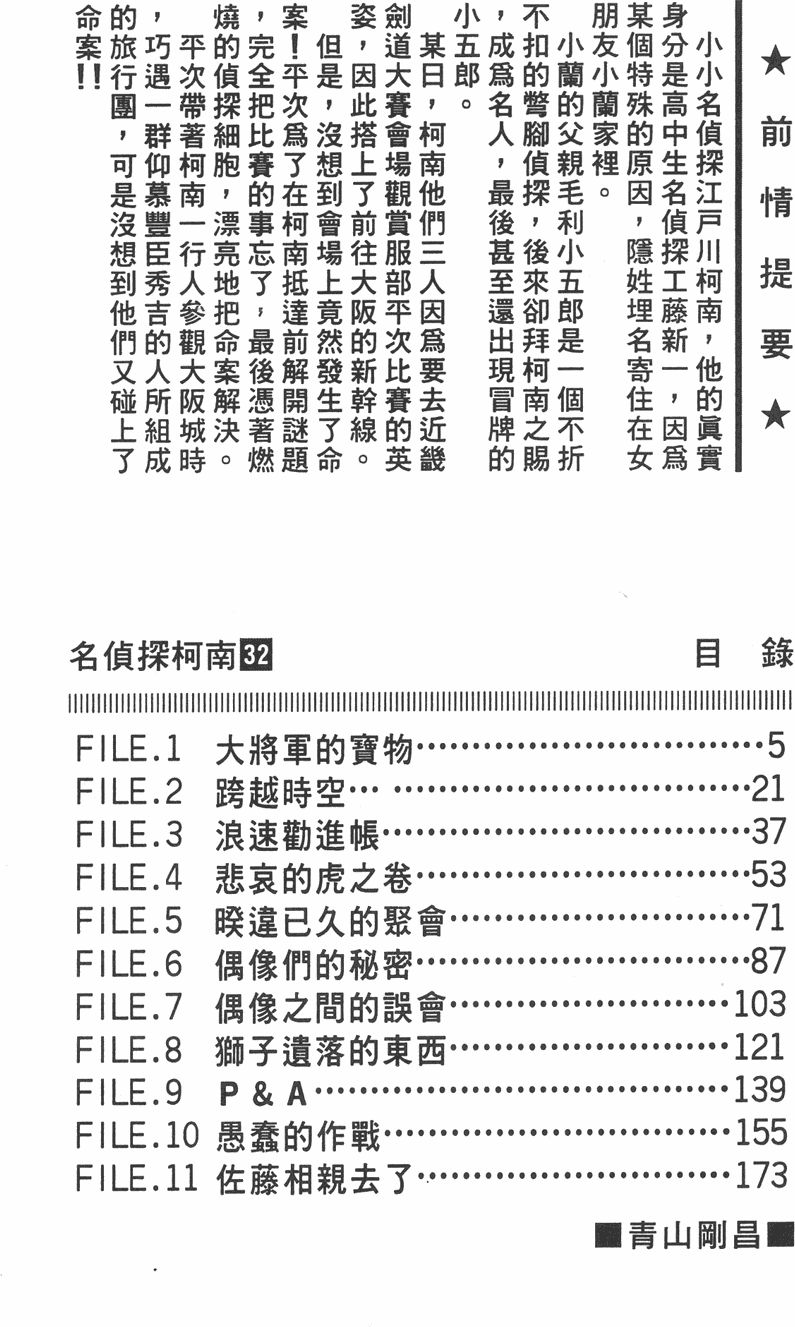 ★前情提要★
小小名偵探江戶川柯南，他的眞實
身分是高中生名偵探工藤新一，因爲
某個特殊的原因，隱姓埋名寄住在女
朋友小蘭家裡。
小蘭的父親毛利小五郎是一個不折
不扣的彆腳偵探，後來卻拜柯南之賜
，成爲名人，最後甚至還出現冒牌的
小五郎。
某日，柯南他們三人因爲要去近畿
劍道大賽會場觀賞服部平次比賽的英
姿，因此搭上了前往大阪的新幹線。
但是，沒想到會場上竟然發生了命
案！平次爲了在柯南抵達前解開謎題
，完全把比賽的事忘了，最後憑著燃
燒的偵探細胞，漂亮地把命案解決。
平次帶著柯南一行人參觀大阪城時
，巧遇一群仰慕豐臣秀吉的人所組成
的旅行團，可是沒想到他們又碰上了
命案!!
名偵探柯南32 目錄
FILE.1 大將軍的寶物…………………………5
FILE.2 跨越時空… …………………………21
FILE.3 浪速勸進帳…………………………37
FILE.4 悲哀的虎之卷…………………………53
FILE.5 暌違已久的聚會………………………71
FILE.6 偶像們的秘密…………………………87
FILE.7 偶像之間的誤會………………………103
FILE.8 獅子遺落的東西………………………121
FILE.9 P & A…………………………………139
FILE.10 愚蠢的作戰…………………………155
FILE.11 佐藤相親去了………………………173
■青山剛昌■